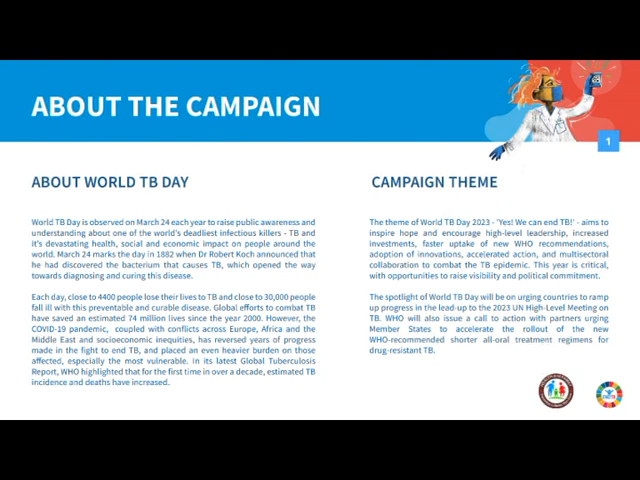 ABOUT THE CAMPAIGN
1
ABOUT WORLD TB DAY
World TB Day is observed on March 24 each year to raise public awareness and
understanding about one of the world's deadliest infectious killers - TB and
it's devastating health, social and economic impact on people around the
world. March 24 marks the day in 1882 when Dr Robert Koch announced that
he had discovered the bacterium that causes TB, which opened the way
towards diagnosing and curing this disease.
Each day, close to 4400 people lose their lives to TB and close to 30,000 people
fall ill with this preventable and curable disease. Global efforts to combat TB
have saved an estimated 74 million lives since the year 2000. However, the
COVID-19 pandemic, coupled with conflicts across Europe, Africa and the
Middle East and socioeconomic inequities, has reversed years of progress
made in the fight to end TB, and placed an even heavier burden on those
affected, especially the most vulnerable. In its latest Global Tuberculosis
Report, WHO highlighted that for the first time in over a decade, estimated TB
incidence and deaths have increased.
CAMPAIGN THEME
The theme of World TB Day 2023 - 'Yes! We can end TB!' - aims to
inspire hope and encourage high-level leadership, increased
investments, faster uptake of new WHO recommendations,
adoption of innovations, accelerated action, and multisectoral
collaboration to combat the TB epidemic. This year is critical,
with opportunities to raise visibility and political commitment.
The spotlight of World TB Day will be on urging countries to ramp
up progress in the lead-up to the 2023 UN High-Level Meeting on
TB. WHO will also issue a call to action with partners urging
Member States to accelerate the rollout of the new
WHO-recommended shorter all-oral treatment regimens for
drug-resistant TB.